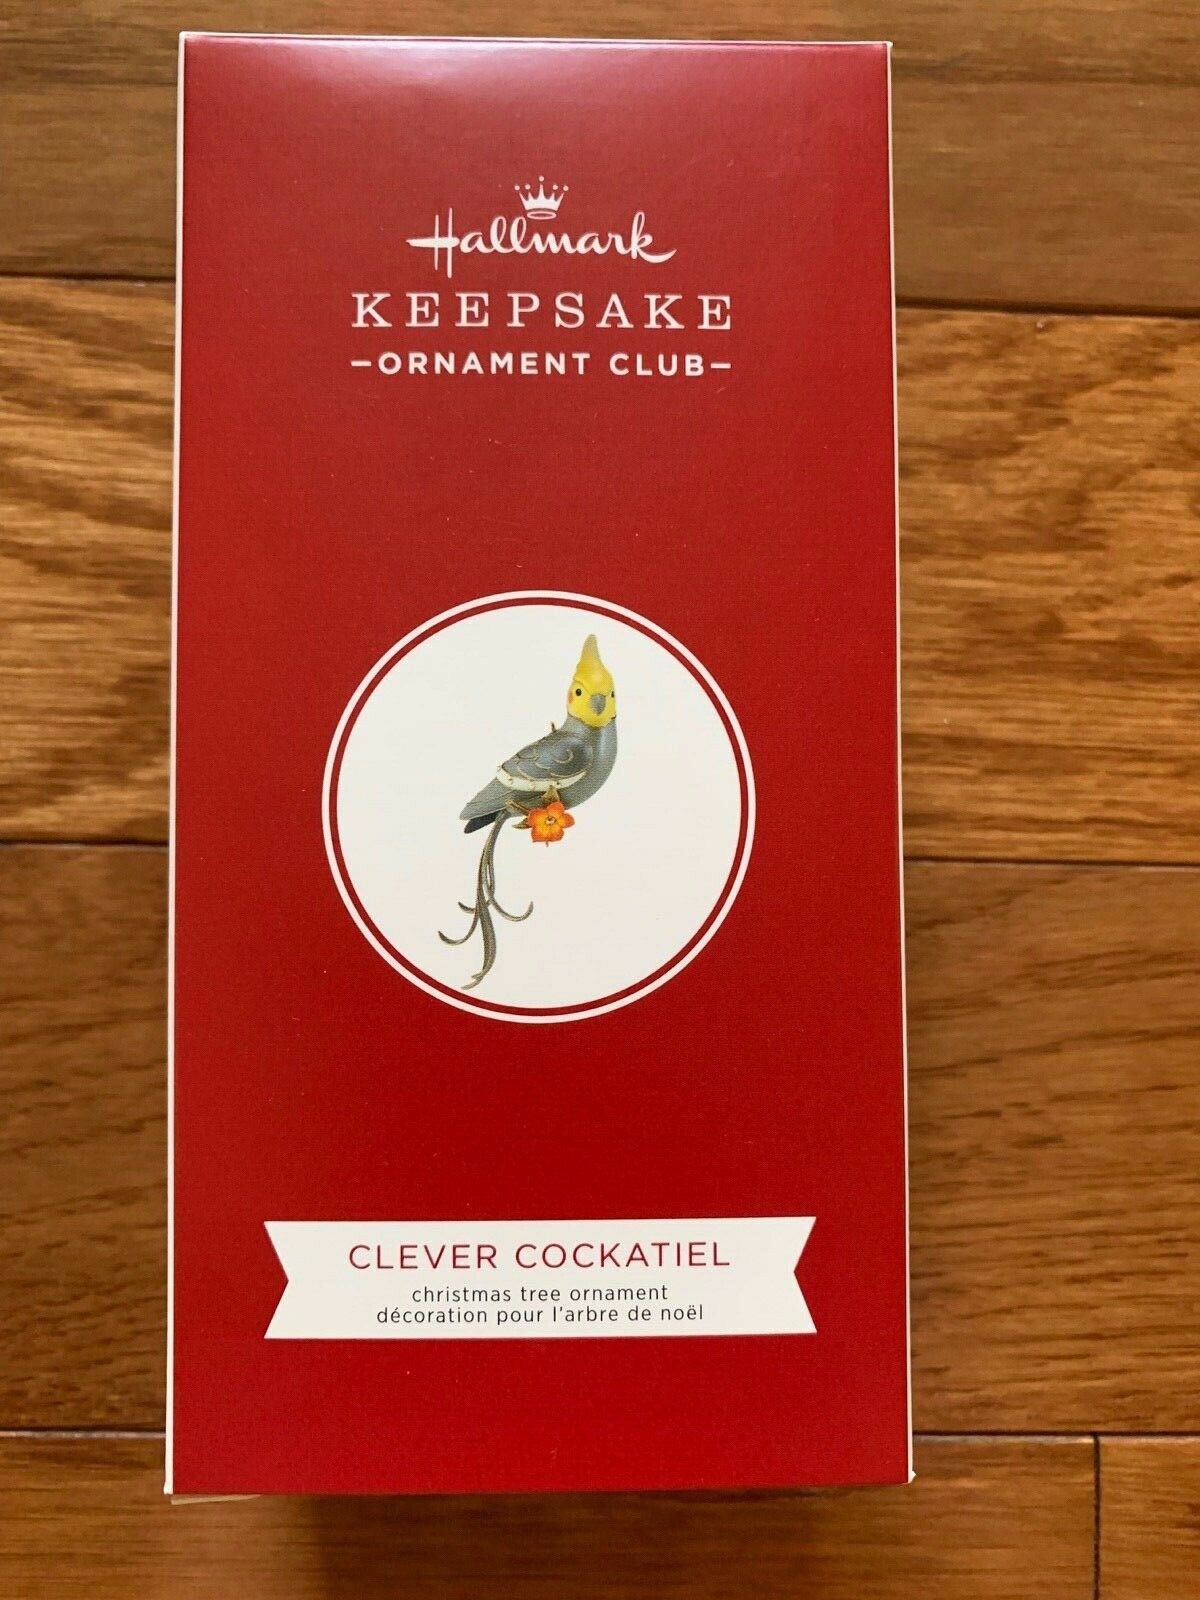 Hallmark
KEEPSAKE
–ORNAMENT CLUB–
CLEVER COCKATIEL
christmas tree ornament
décoration pour l'arbre de noël